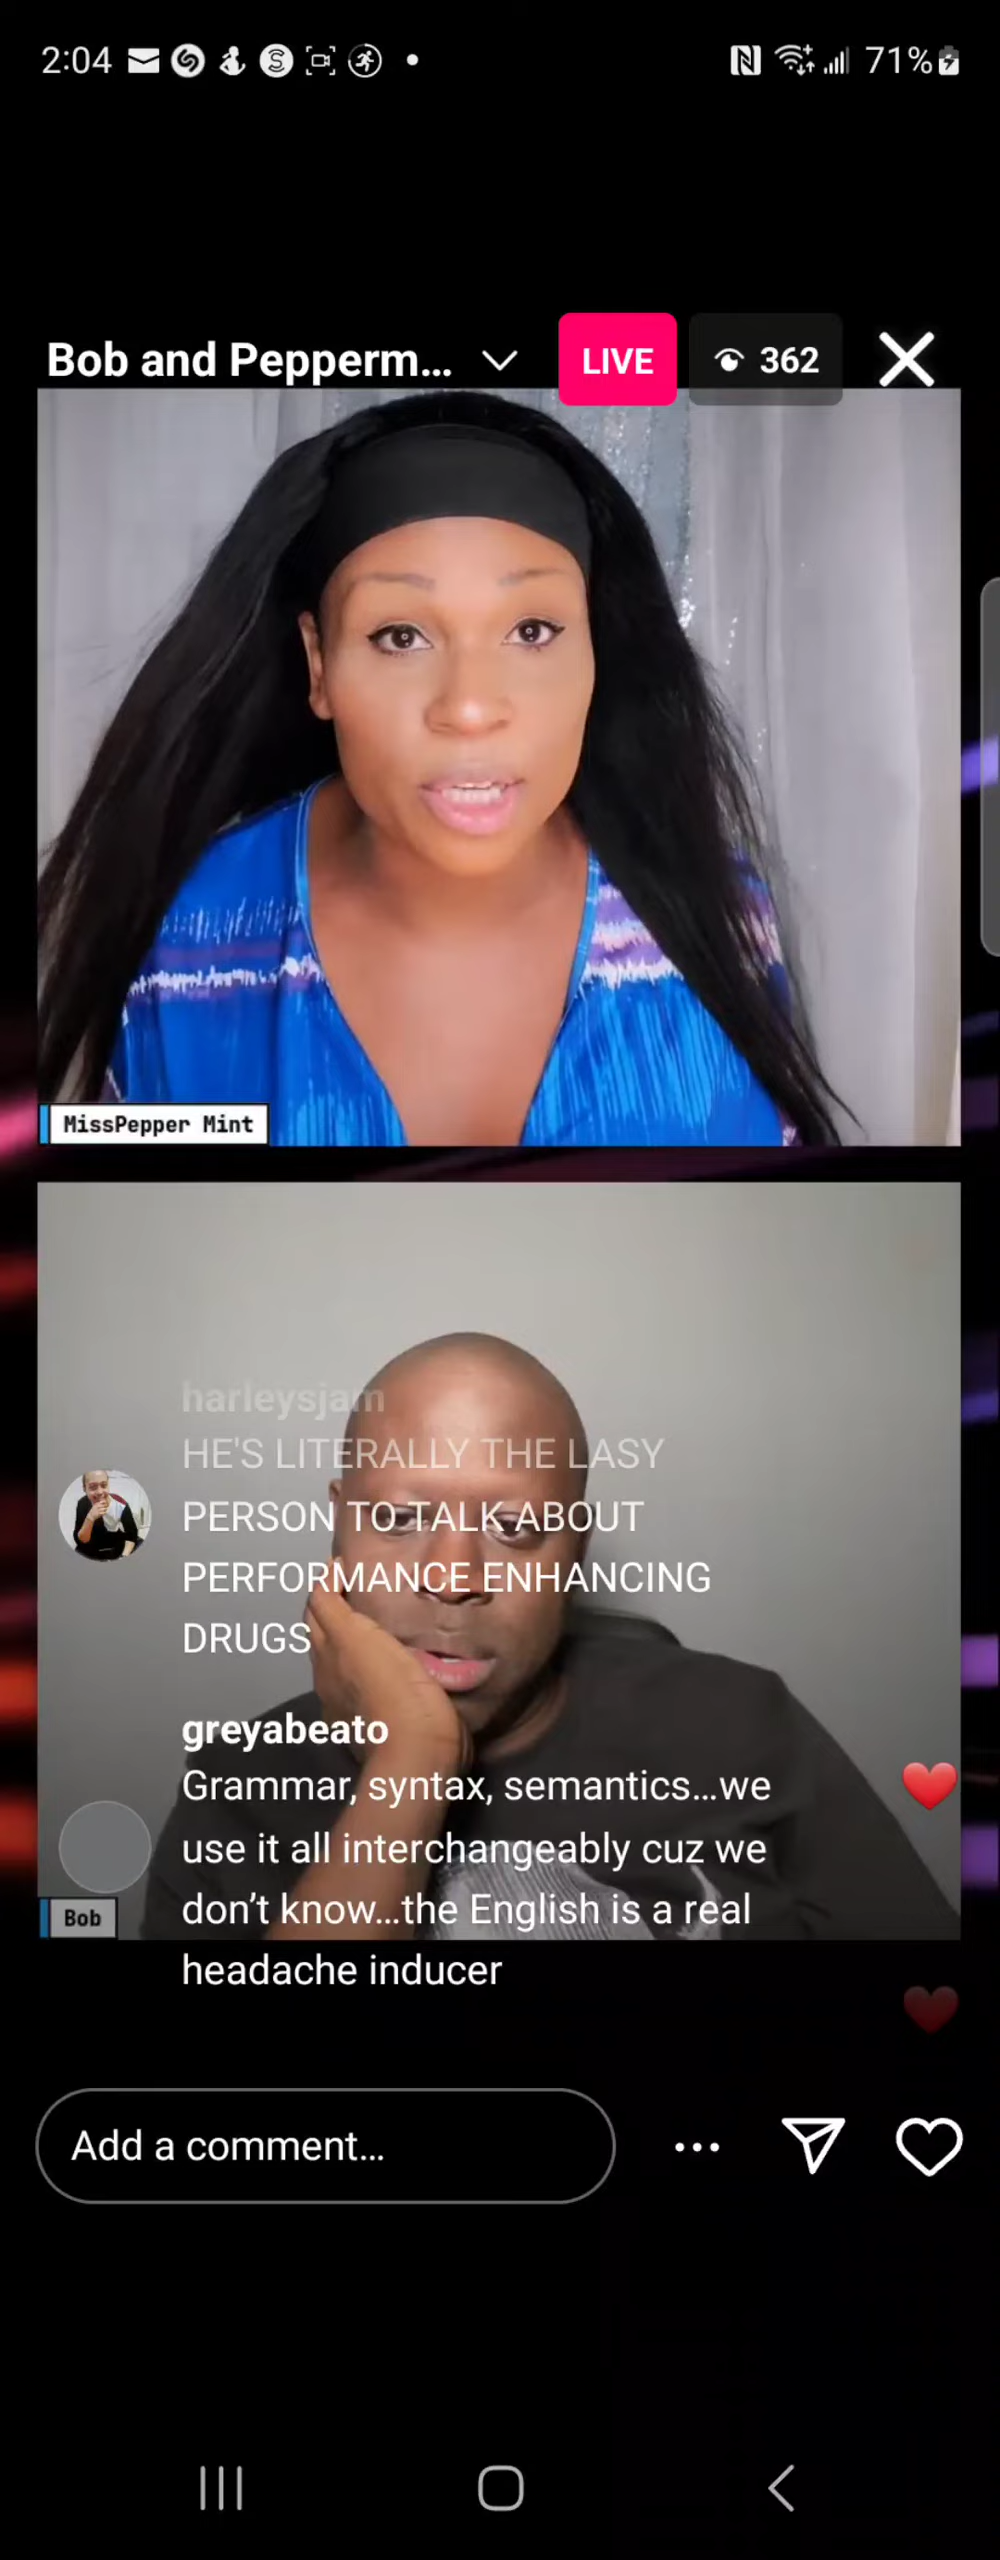 2:04
71%
Bob and Pepperm...
LIVE
362
MissPepper Mint
harleysjam
HE'S LITERALLY THE LASY
PERSON TO TALK ABOUT
PERFORMANCE ENHANCING
DRUGS
greyabeato
Grammar, syntax, semantics...we
use it all interchangeably cuz we
don't know...the English is a real
headache inducer
Bob
Add a comment...